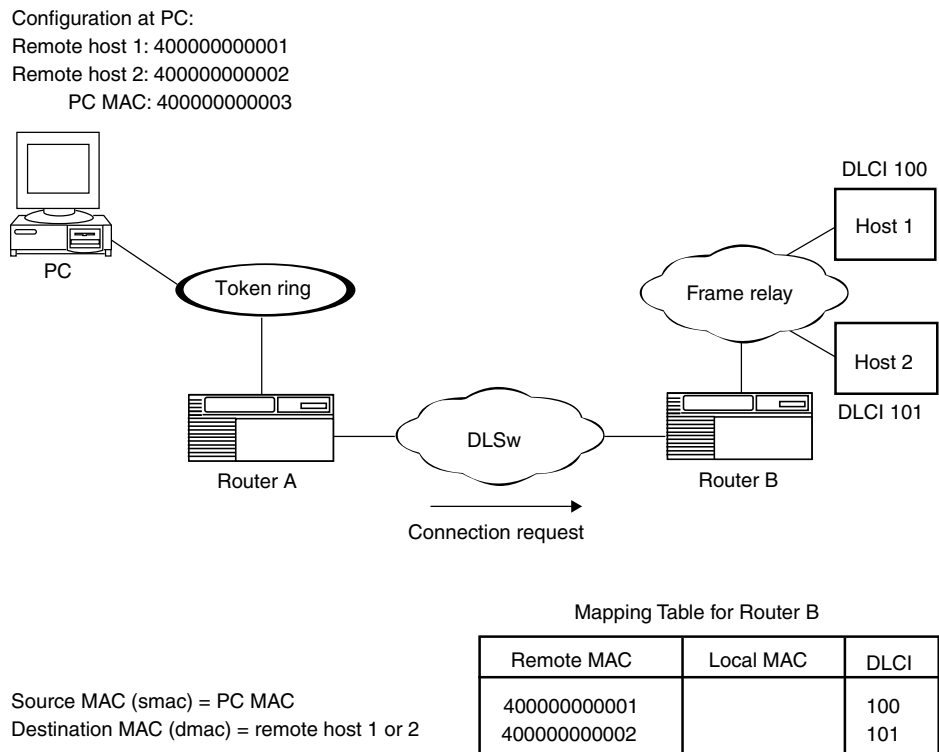 Configuration at PC:
Remote host 1: 400000000001
Remote host 2: 400000000002
PC MAC: 400000000003
DLCI 100
Host 1
PC
Token ring
Frame relay
Host 2
DLCI 101
DLSw
Router A
Router B
Connection request
Mapping Table for Router B
Remote MAC Local MAC DLCI
400000000001 100
400000000002 101
Source MAC (smac) = PC MAC
Destination MAC (dmac) = remote host 1 or 2